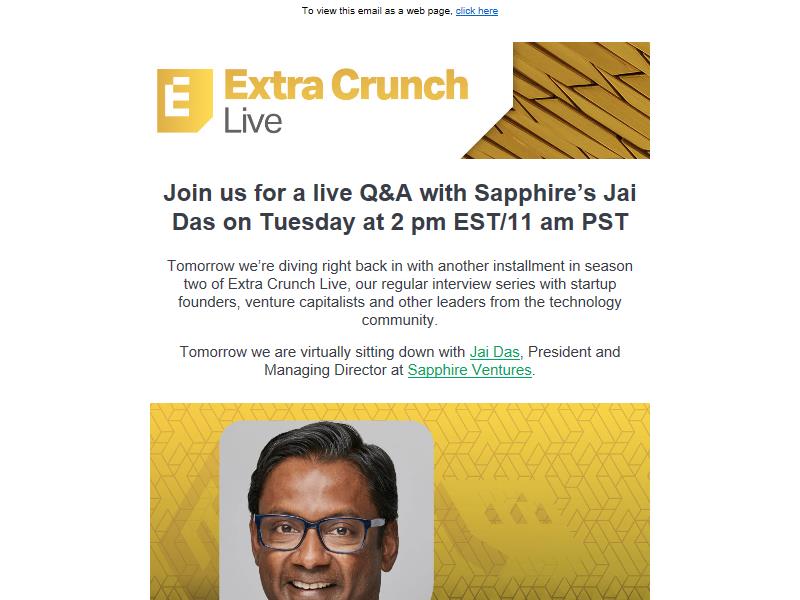 To view this email as a web page, click here
Extra Crunch
Live
Join us for a live Q&A with Sapphire’s Jai
Das on Tuesday at 2 pm EST/11 am PST
Tomorrow we’re diving right back in with another installment in season
two of Extra Crunch Live, our regular interview series with startup
founders, venture capitalists and other leaders from the technology
community.
Tomorrow we are virtually sitting down with Jai Das, President and
Managing Director at Sapphire Ventures.